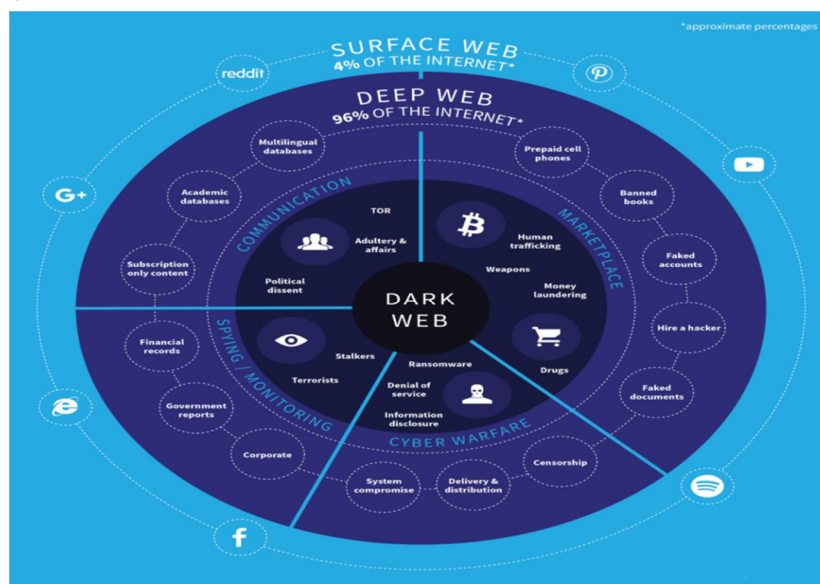 *approximate percentages
SURFACE WEB
4% OF THE INTERNET*
reddit
DEEP WEB
96% OF THE INTERNET*
Multilingual
databases
Prepaid cell
phones
G+
Academic
databases
Banned
books
COMMUNICATION
MARKETPLACE
TOR
Adultery &
affairs
Human
trafficking
Subscription
only content
Faked
accounts
Political
dissent
Weapons
Money
laundering
DARK
WEB
SPYING / MONITORING
Financial
records
Hire a hacker
Stalkers
Terrorists
Ransomware
Denial of
service
Information
disclosure
Drugs
CYBER WARFARE
Government
reports
Faked
documents
Corporate
System
compromise
Delivery &
distribution
Censorship
f